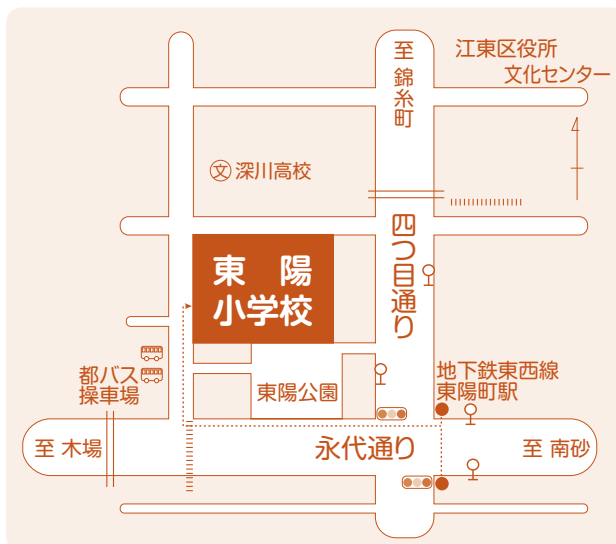 至 錦糸町
江東区役所
文化センター
文 深川高校
四つ目通り
東 陽
小学校
都バス
操車場
東陽公園
地下鉄東西線
東陽町駅
至 木場
永代通り
至 南砂